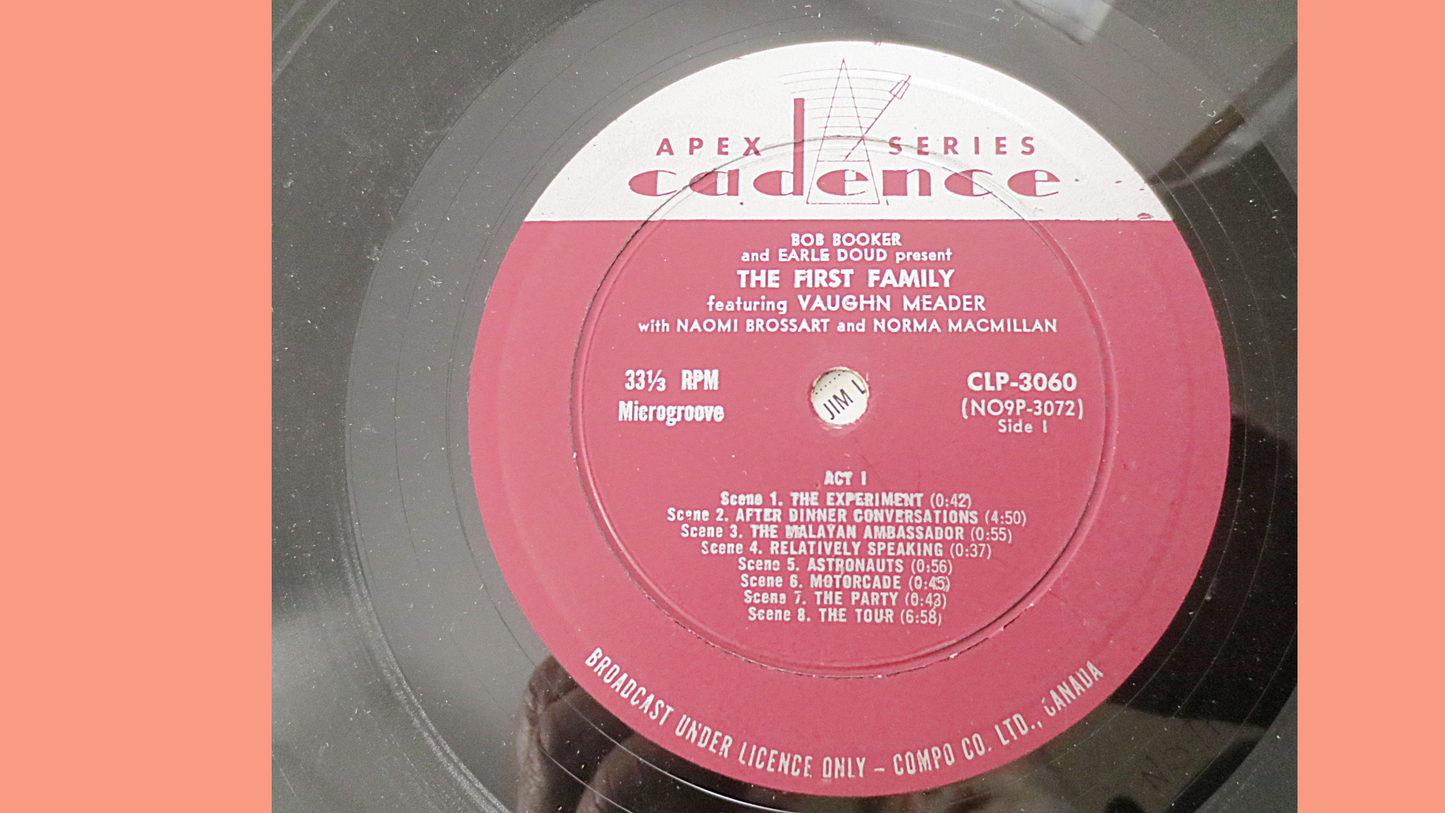 APEX SERIES
cadence
BOB BOOKER
and EARLE DOUD present
THE FIRST FAMILY
featuring VAUGHN MEADER
with NAOMI BROSSART and NORMA MACMILLAN
33⅓ RPM
Microgroove
CLP-3060
(NO9P-3072)
Side 1
JIM L
ACT I
Scene 1. THE EXPERIMENT (0:42)
Scene 2. AFTER DINNER CONVERSATIONS (4:50)
Scene 3. THE MALAYAN AMBASSADOR (0:55)
Scene 4. RELATIVELY SPEAKING (0:37)
Scene 5. ASTRONAUTS (0:56)
Scene 6. MOTORCADE (0:45)
Scene 7. THE PARTY (0:43)
Scene 8. THE TOUR (6:58)
BROADCAST UNDER LICENCE ONLY – COMPO CO. LTD., CANADA